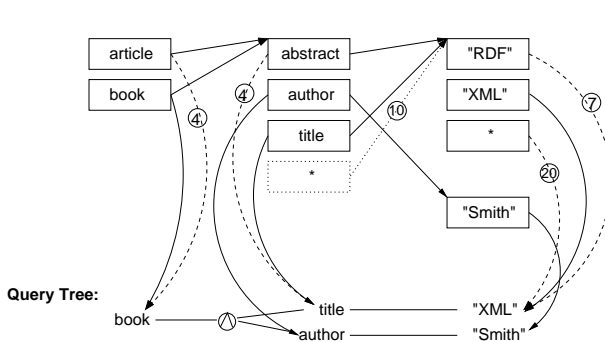 article abstract "RDF"
book author "XML"
4 4 10 7
title *
* 20
"Smith"
Query Tree:
title "XML"
book ∧
author "Smith"